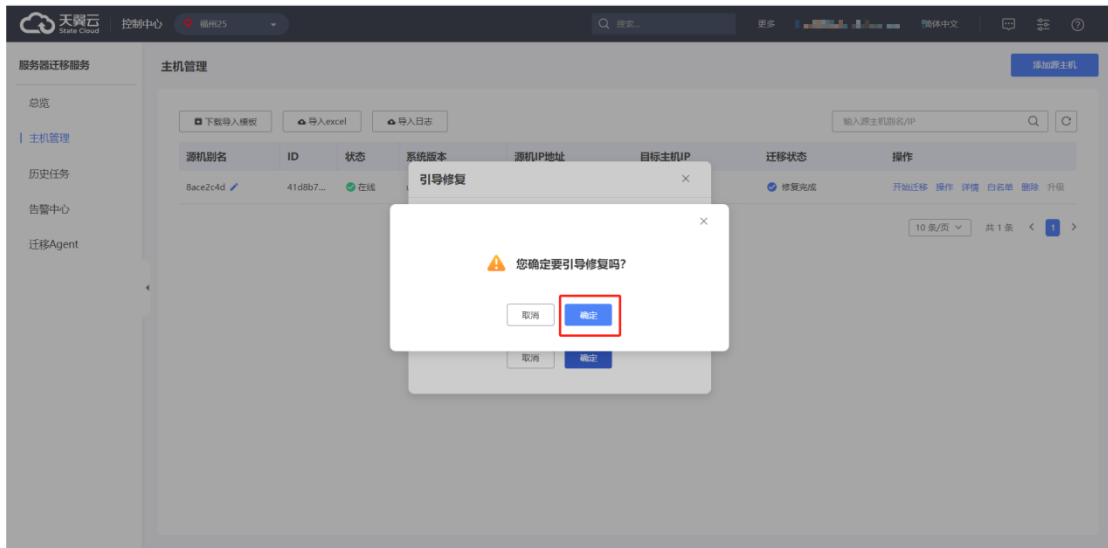 天翼云 State Cloud 控制中心 福州25 搜索... 更多 简体中文
服务器迁移服务
总览
主机管理
历史任务
告警中心
迁移Agent
主机管理 添加源主机
下载导入模板 导入excel 导入日志 输入源主机别名/IP
源机别名 ID 状态 系统版本 源机IP地址 目标主机IP 迁移状态 操作
8ace2c4d 41d8b7... 在线 修复完成 开始迁移 操作 详情 白名单 删除 升级
10 条/页 共 1 条 1
引导修复
您确定要引导修复吗?
取消 确定
取消 确定